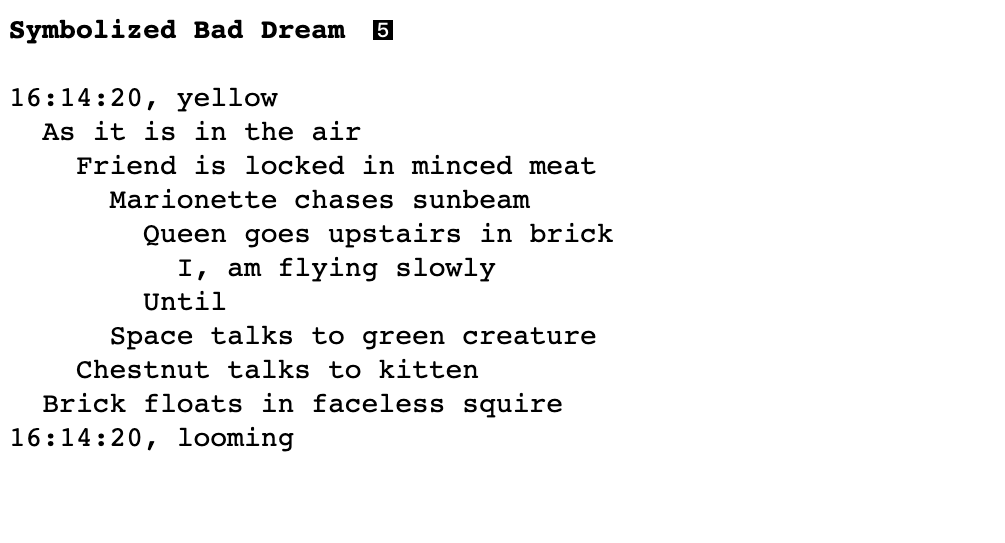 Symbolized Bad Dream 5
16:14:20, yellow
As it is in the air
Friend is locked in minced meat
Marionette chases sunbeam
Queen goes upstairs in brick
I, am flying slowly
Until
Space talks to green creature
Chestnut talks to kitten
Brick floats in faceless squire
16:14:20, looming